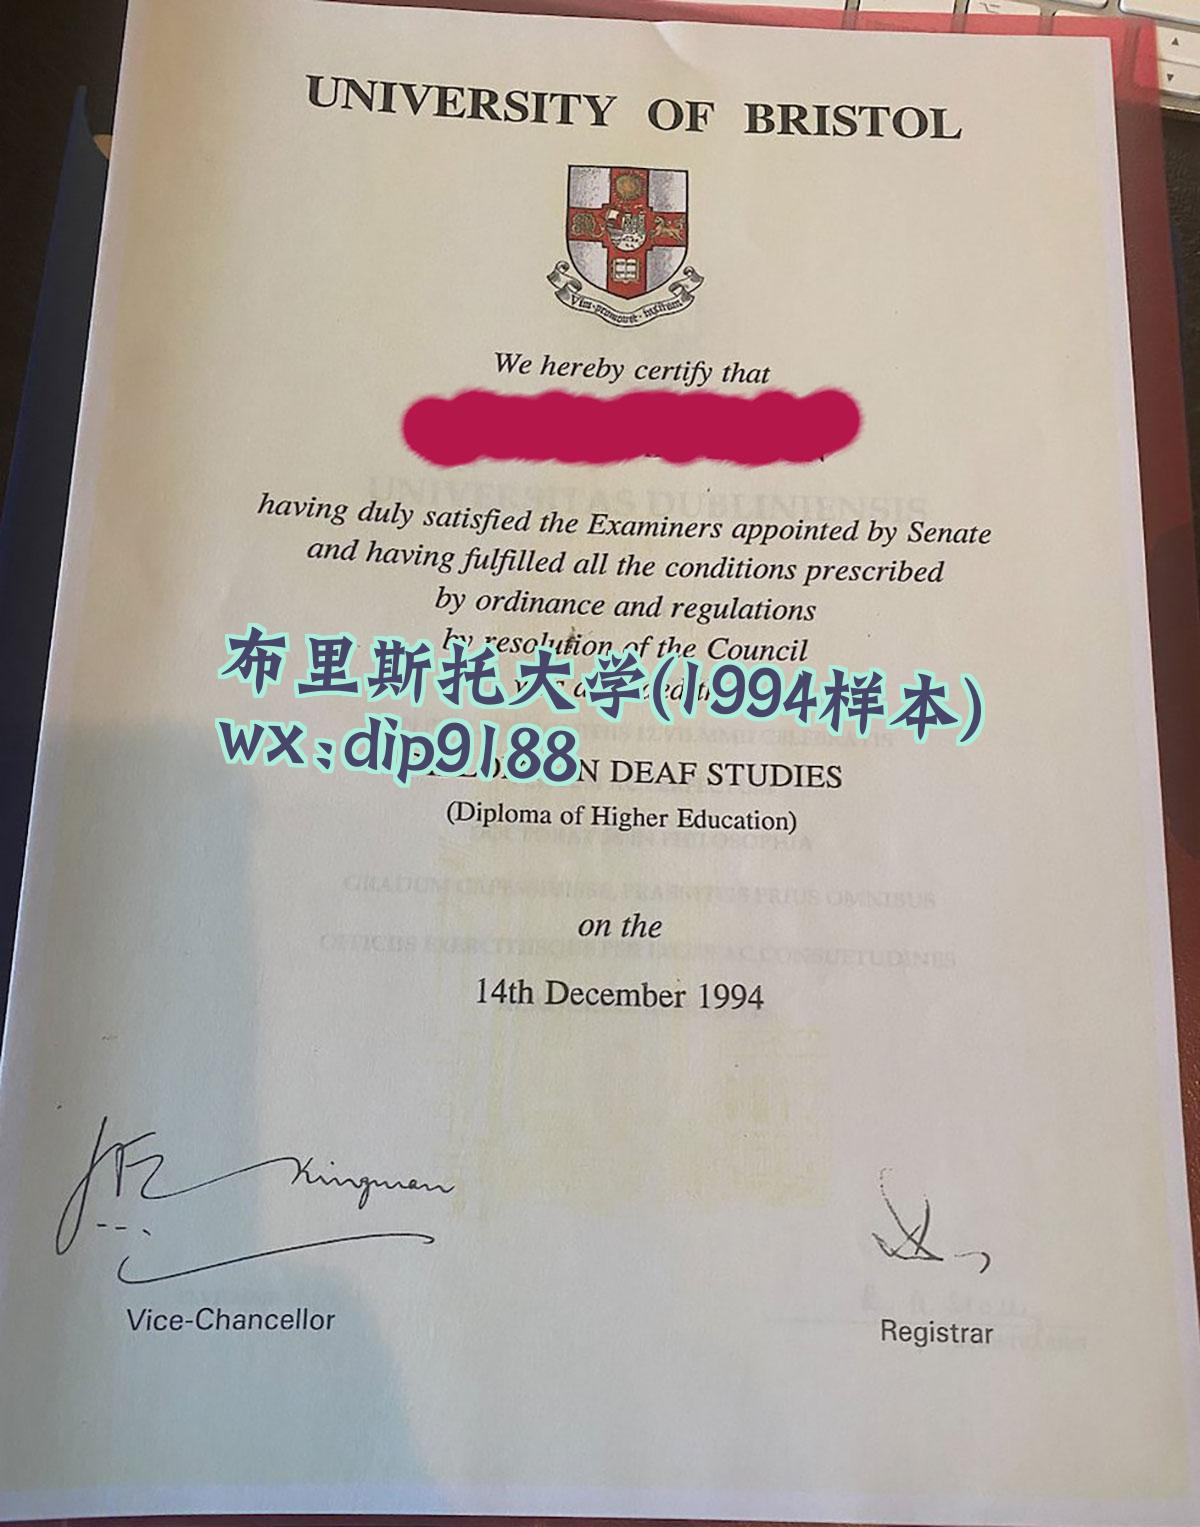 UNIVERSITY OF BRISTOL
We hereby certify that
UNIVERSITAS DUBLINIENSIS
having duly satisfied the Examiners appointed by Senate
and having fulfilled all the conditions prescribed
by ordinance and regulations
by resolution of the Council
布里斯托大学(1994样本)
wx:dip9188
N DEAF STUDIES
(Diploma of Higher Education)
on the
14th December 1994
Kingman
Vice-Chancellor
Registrar